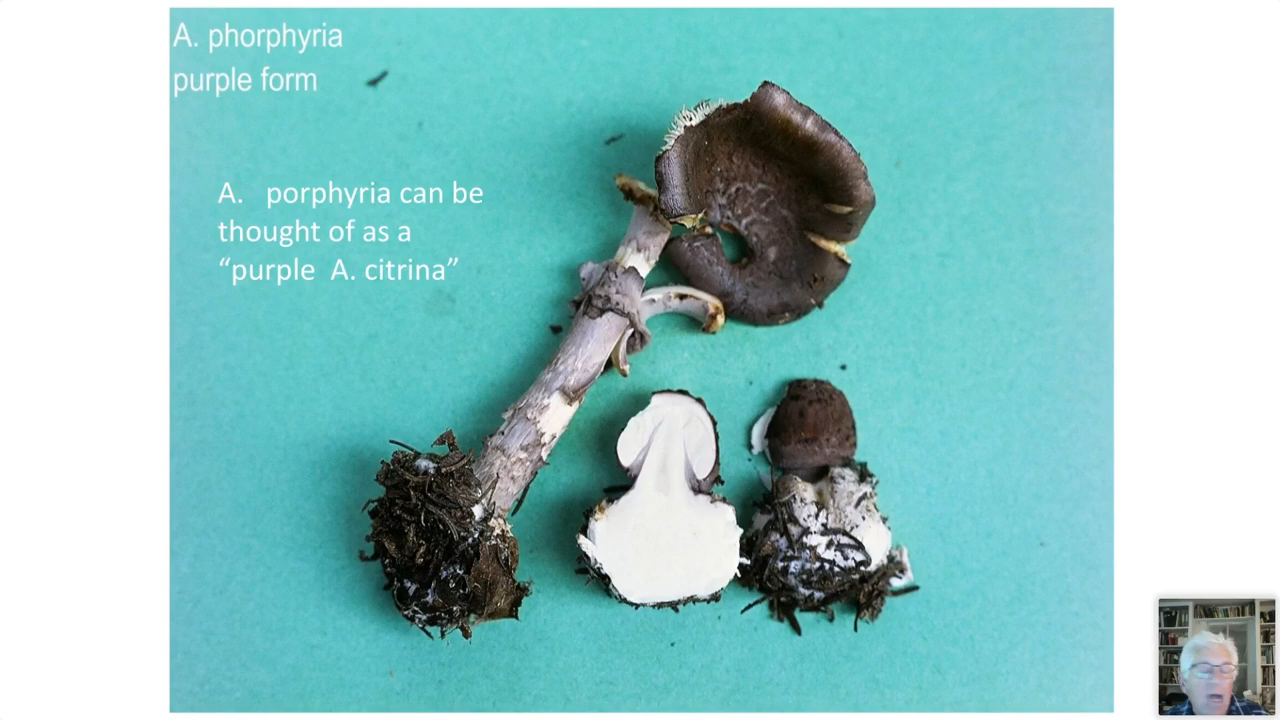 A. phorphyria
purple form
A. porphyria can be
thought of as a
“purple A. citrina”